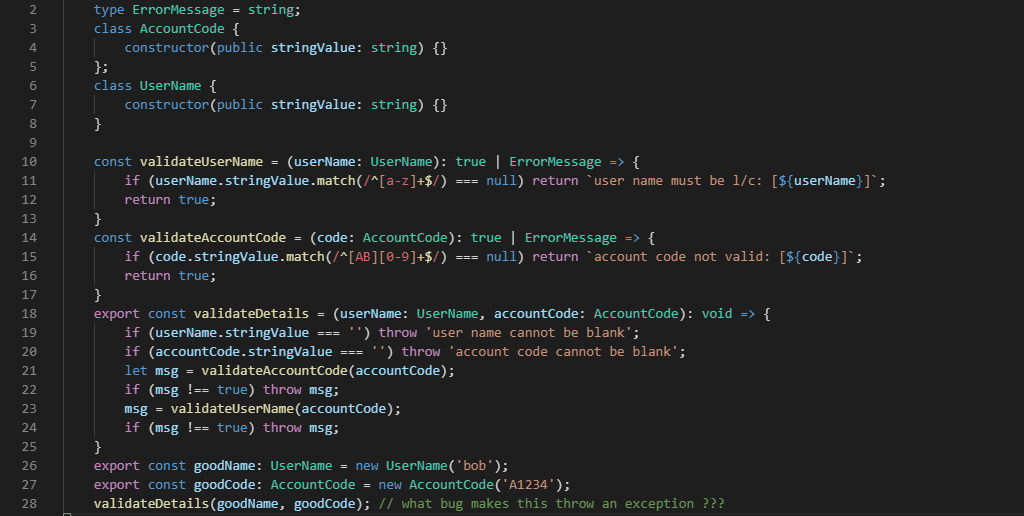 2 type ErrorMessage = string;
3 class AccountCode {
4 constructor(public stringValue: string) {}
5 };
6 class UserName {
7 constructor(public stringValue: string) {}
8 }
9
10 const validateUserName = (userName: UserName): true | ErrorMessage => {
11 if (userName.stringValue.match(/^[a-z]+$/) === null) return `user name must be l/c: [${userName}]`;
12 return true;
13 }
14 const validateAccountCode = (code: AccountCode): true | ErrorMessage => {
15 if (code.stringValue.match(/^[AB][0-9]+$/) === null) return `account code not valid: [${code}]`;
16 return true;
17 }
18 export const validateDetails = (userName: UserName, accountCode: AccountCode): void => {
19 if (userName.stringValue === '') throw 'user name cannot be blank';
20 if (accountCode.stringValue === '') throw 'account code cannot be blank';
21 let msg = validateAccountCode(accountCode);
22 if (msg !== true) throw msg;
23 msg = validateUserName(accountCode);
24 if (msg !== true) throw msg;
25 }
26 export const goodName: UserName = new UserName('bob');
27 export const goodCode: AccountCode = new AccountCode('A1234');
28 validateDetails(goodName, goodCode); // what bug makes this throw an exception ???